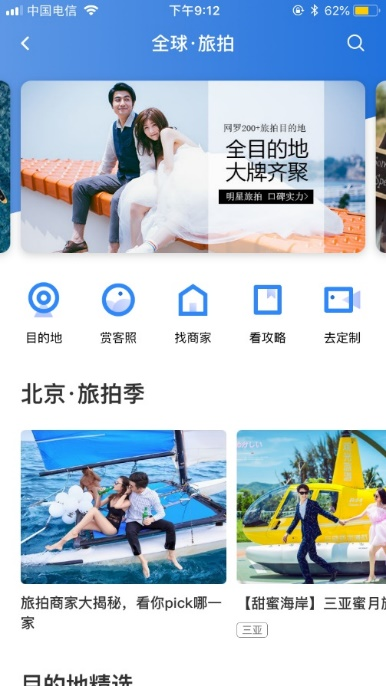 中国电信
下午9:12
62%
全球·旅拍
网罗200+旅拍目的地
全目的地
大牌齐聚
明星旅拍 口碑实力>
目的地
赏客照
找商家
看攻略
去定制
北京·旅拍季
旅拍商家大揭秘，看你pick哪一
家
【甜蜜海岸】三亚蜜月旅
三亚
目的地精选